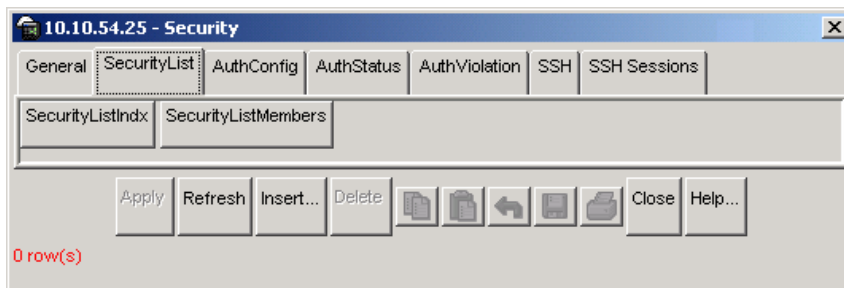 10.10.54.25 - Security
General SecurityList AuthConfig AuthStatus AuthViolation SSH SSH Sessions
SecurityListIndx SecurityListMembers
Apply Refresh Insert... Delete Close Help...
0 row(s)